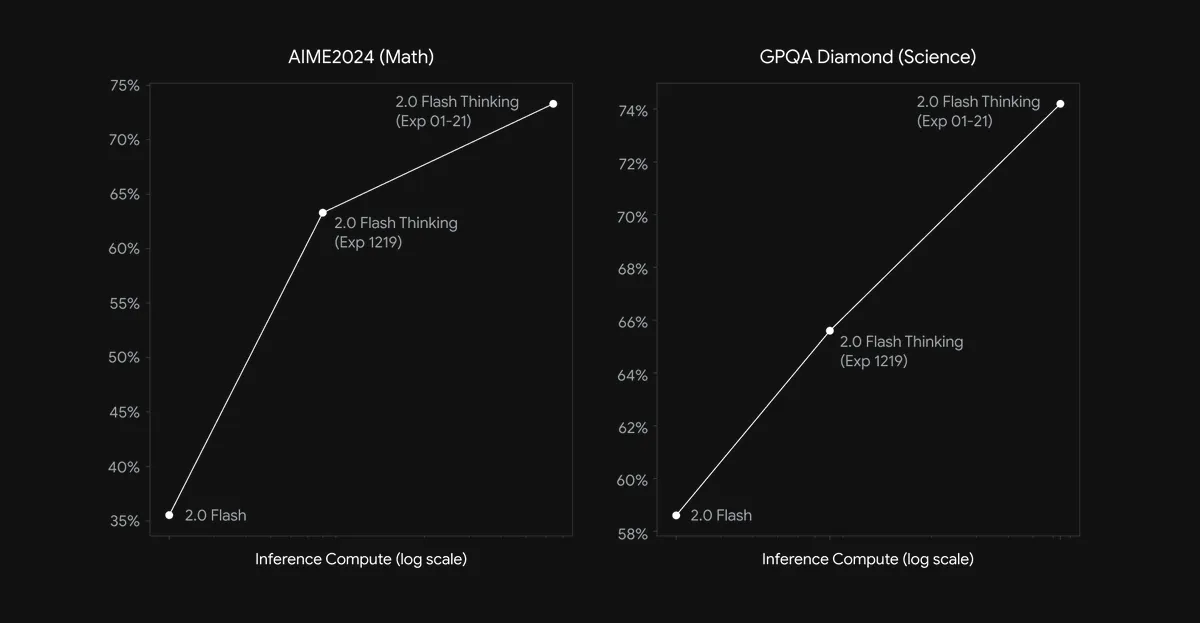 AIME2024 (Math)
75%
70%
65%
60%
55%
50%
45%
40%
35%
2.0 Flash Thinking
(Exp 01-21)
2.0 Flash Thinking
(Exp 1219)
2.0 Flash
Inference Compute (log scale)
GPQA Diamond (Science)
74%
72%
70%
68%
66%
64%
62%
60%
58%
2.0 Flash Thinking
(Exp 01-21)
2.0 Flash Thinking
(Exp 1219)
2.0 Flash
Inference Compute (log scale)